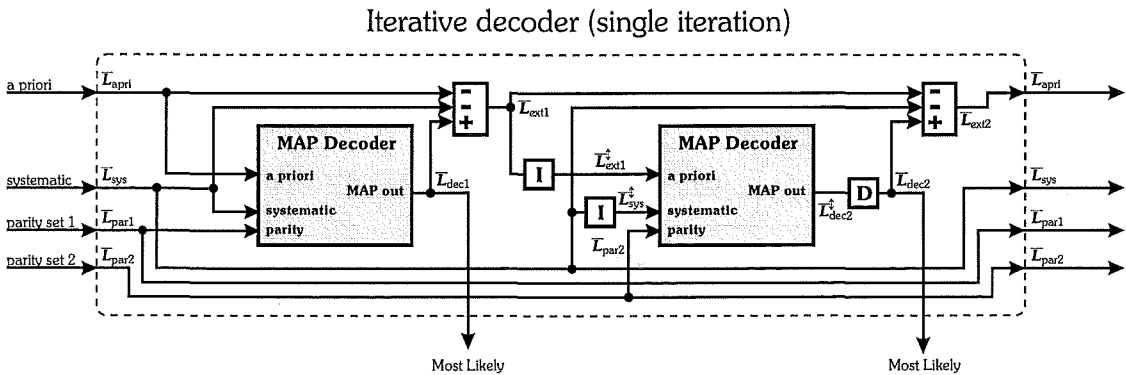 Iterative decoder (single iteration)
a priori
L̅apri
-
-
+
L̅ext1
-
-
+
L̅ext2
L̅apri
MAP Decoder
a priori
MAP out
systematic
parity
L̅dec1
I
L̅↕ext1
MAP Decoder
a priori
MAP out
systematic
parity
D
L̅dec2
L̅↕dec2
systematic
L̅sys
I
L̅↕sys
L̅sys
parity set 1
L̅par1
L̅par2
L̅par1
parity set 2
L̅par2
L̅par2
Most Likely
Most Likely